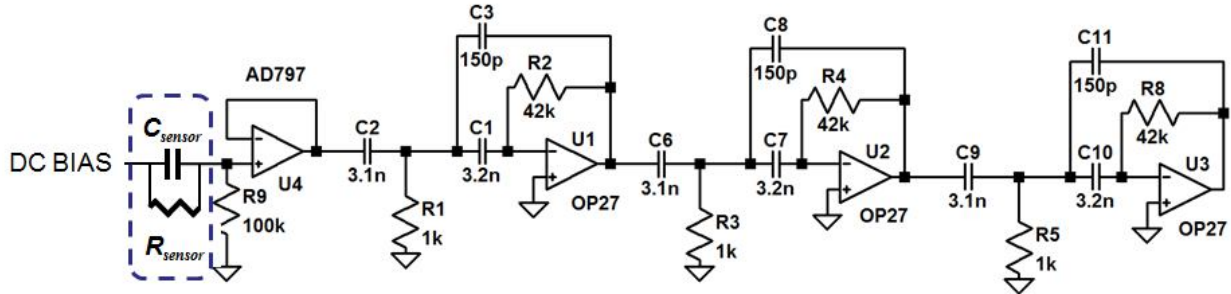 DC BIAS
C sensor
R sensor
R9
100k
AD797
-
+
U4
C2
3.1n
R1
1k
C3
150p
C1
3.2n
R2
42k
-
+
U1
OP27
C6
3.1n
R3
1k
C8
150p
C7
3.2n
R4
42k
-
+
U2
OP27
C9
3.1n
R5
1k
C11
150p
C10
3.2n
R8
42k
-
+
U3
OP27